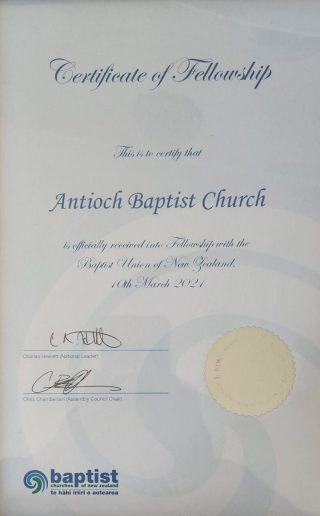 Certificate of Fellowship
This is to certify that
Antioch Baptist Church
is officially received into Fellowship with the
Baptist Union of New Zealand,
10th March 2021
Charles Hewlett (National Leader)
Chris Chamberlain (Assembly Council Chair)
baptist
churches of new zealand
te hāhi iriiri o aotearoa